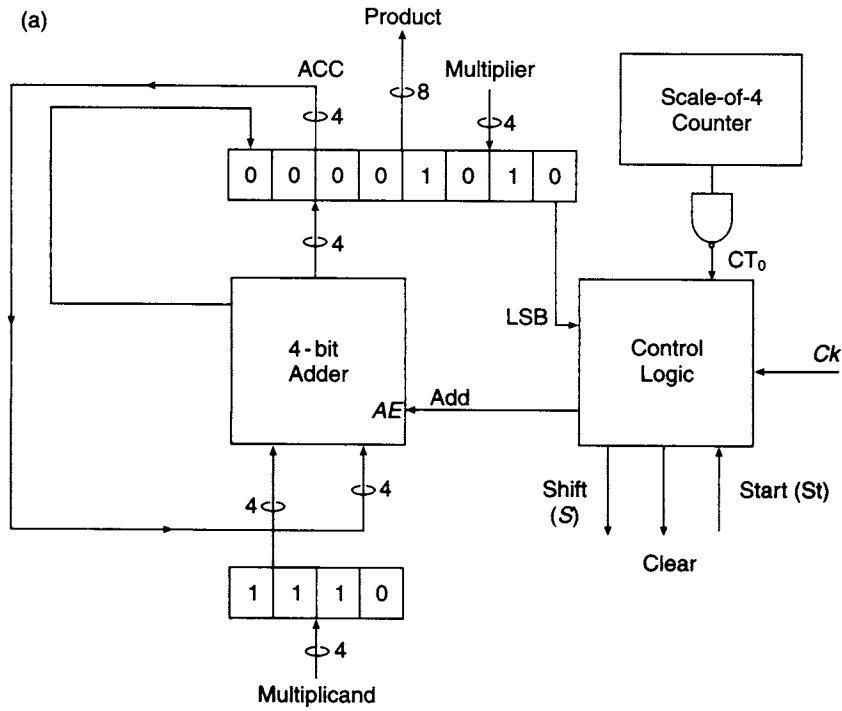 (a)
Product
ACC
Multiplier
Scale-of-4
Counter
4
8
4
0 0 0 0 1 0 1 0
4
CT₀
LSB
4-bit
Adder
Control
Logic
Ck
AE
Add
4
4
Shift
(S)
Start (St)
Clear
1 1 1 0
4
Multiplicand